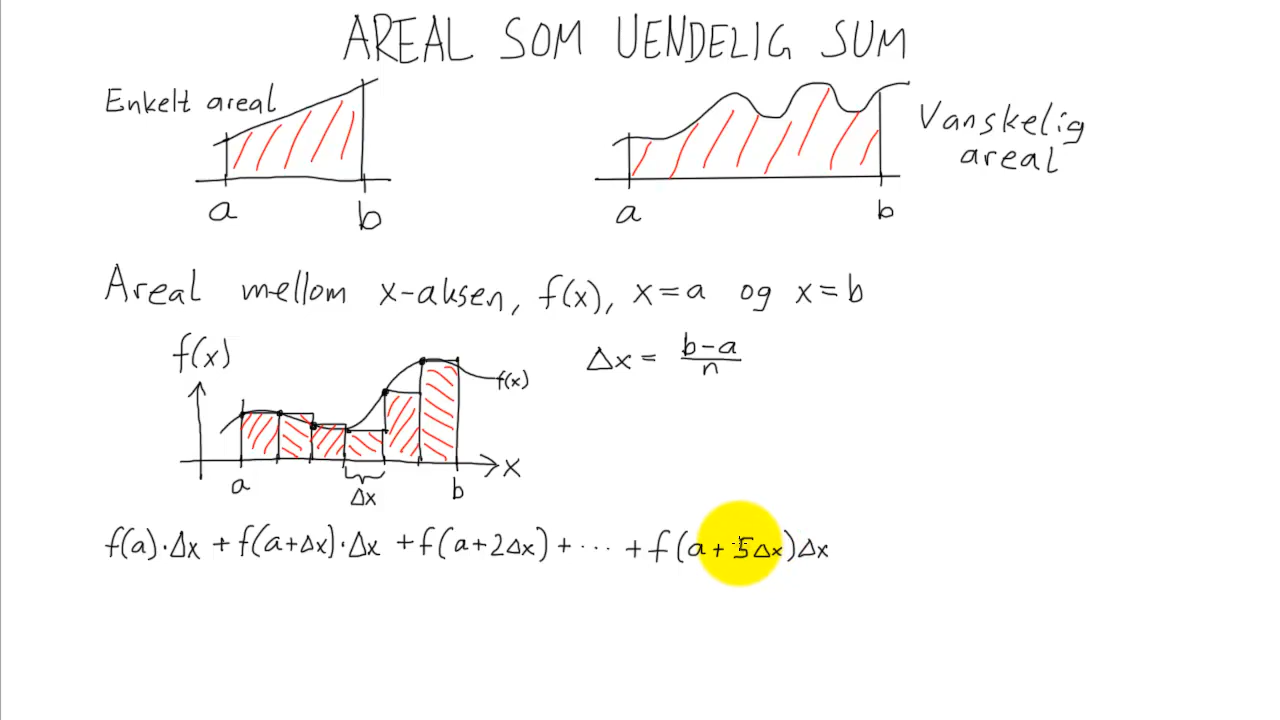 AREAL SOM UENDELIG SUM
Enkelt areal
a
b
Vanskelig
areal
a
b
Areal mellom x-aksen, f(x), x=a og x=b
f(x)
f(x)
x
a
Δx
b
Δx = b-a/n
f(a)·Δx + f(a+Δx)·Δx + f(a+2Δx) + ··· + f(a+5Δx)Δx